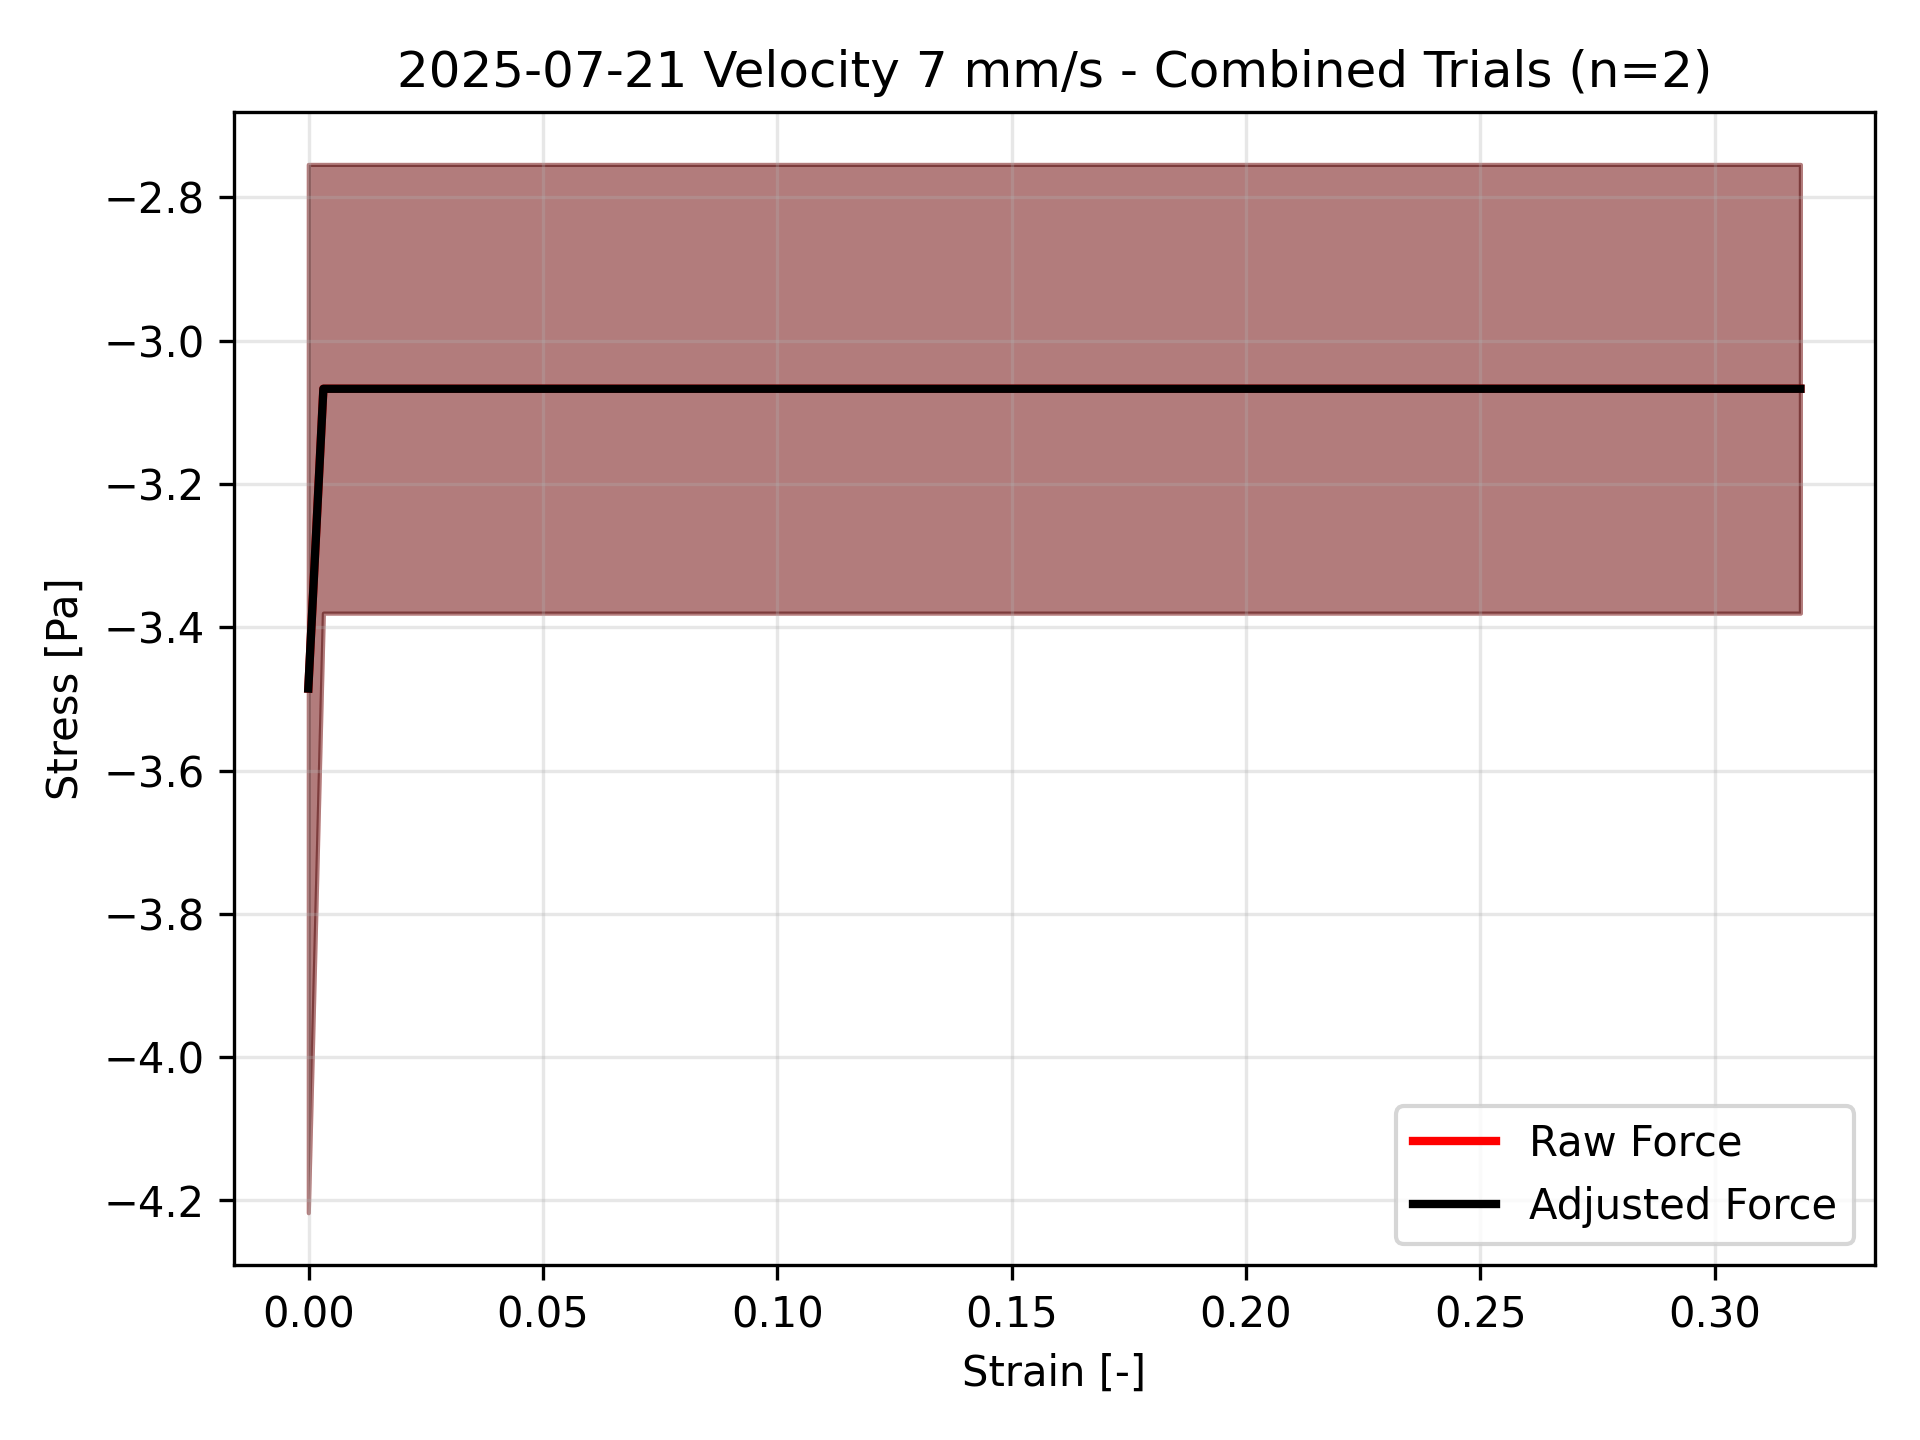 2025-07-21 Velocity 7 mm/s - Combined Trials (n=2)
−2.8
−3.0
−3.2
−3.4
−3.6
−3.8
−4.0
−4.2
Stress [Pa]
Raw Force
Adjusted Force
0.00 0.05 0.10 0.15 0.20 0.25 0.30
Strain [-]